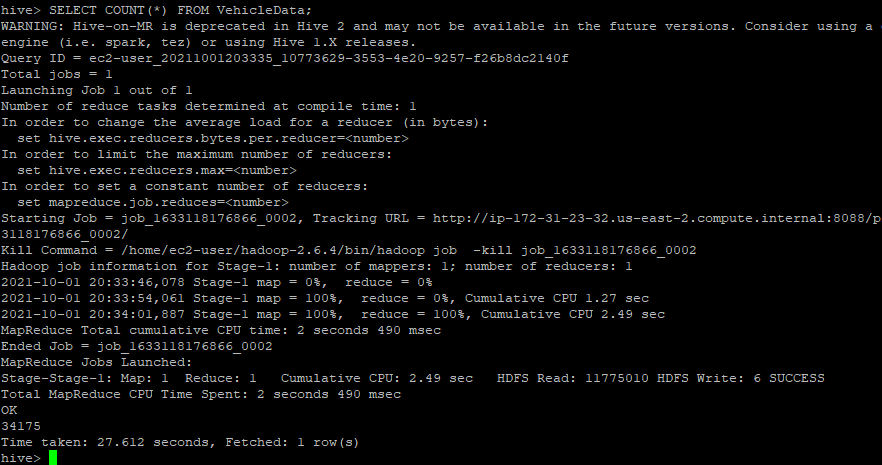 hive> SELECT COUNT(*) FROM VehicleData;
WARNING: Hive-on-MR is deprecated in Hive 2 and may not be available in the future versions. Consider using a
engine (i.e. spark, tez) or using Hive 1.X releases.
Query ID = ec2-user_20211001203335_10773629-3553-4e20-9257-f26b8dc2140f
Total jobs = 1
Launching Job 1 out of 1
Number of reduce tasks determined at compile time: 1
In order to change the average load for a reducer (in bytes):
  set hive.exec.reducers.bytes.per.reducer=<number>
In order to limit the maximum number of reducers:
  set hive.exec.reducers.max=<number>
In order to set a constant number of reducers:
  set mapreduce.job.reduces=<number>
Starting Job = job_1633118176866_0002, Tracking URL = http://ip-172-31-23-32.us-east-2.compute.internal:8088/p
3118176866_0002/
Kill Command = /home/ec2-user/hadoop-2.6.4/bin/hadoop job  -kill job_1633118176866_0002
Hadoop job information for Stage-1: number of mappers: 1; number of reducers: 1
2021-10-01 20:33:46,078 Stage-1 map = 0%,  reduce = 0%
2021-10-01 20:33:54,061 Stage-1 map = 100%,  reduce = 0%, Cumulative CPU 1.27 sec
2021-10-01 20:34:01,887 Stage-1 map = 100%,  reduce = 100%, Cumulative CPU 2.49 sec
MapReduce Total cumulative CPU time: 2 seconds 490 msec
Ended Job = job_1633118176866_0002
MapReduce Jobs Launched:
Stage-Stage-1: Map: 1  Reduce: 1   Cumulative CPU: 2.49 sec   HDFS Read: 11775010 HDFS Write: 6 SUCCESS
Total MapReduce CPU Time Spent: 2 seconds 490 msec
OK
34175
Time taken: 27.612 seconds, Fetched: 1 row(s)
hive>